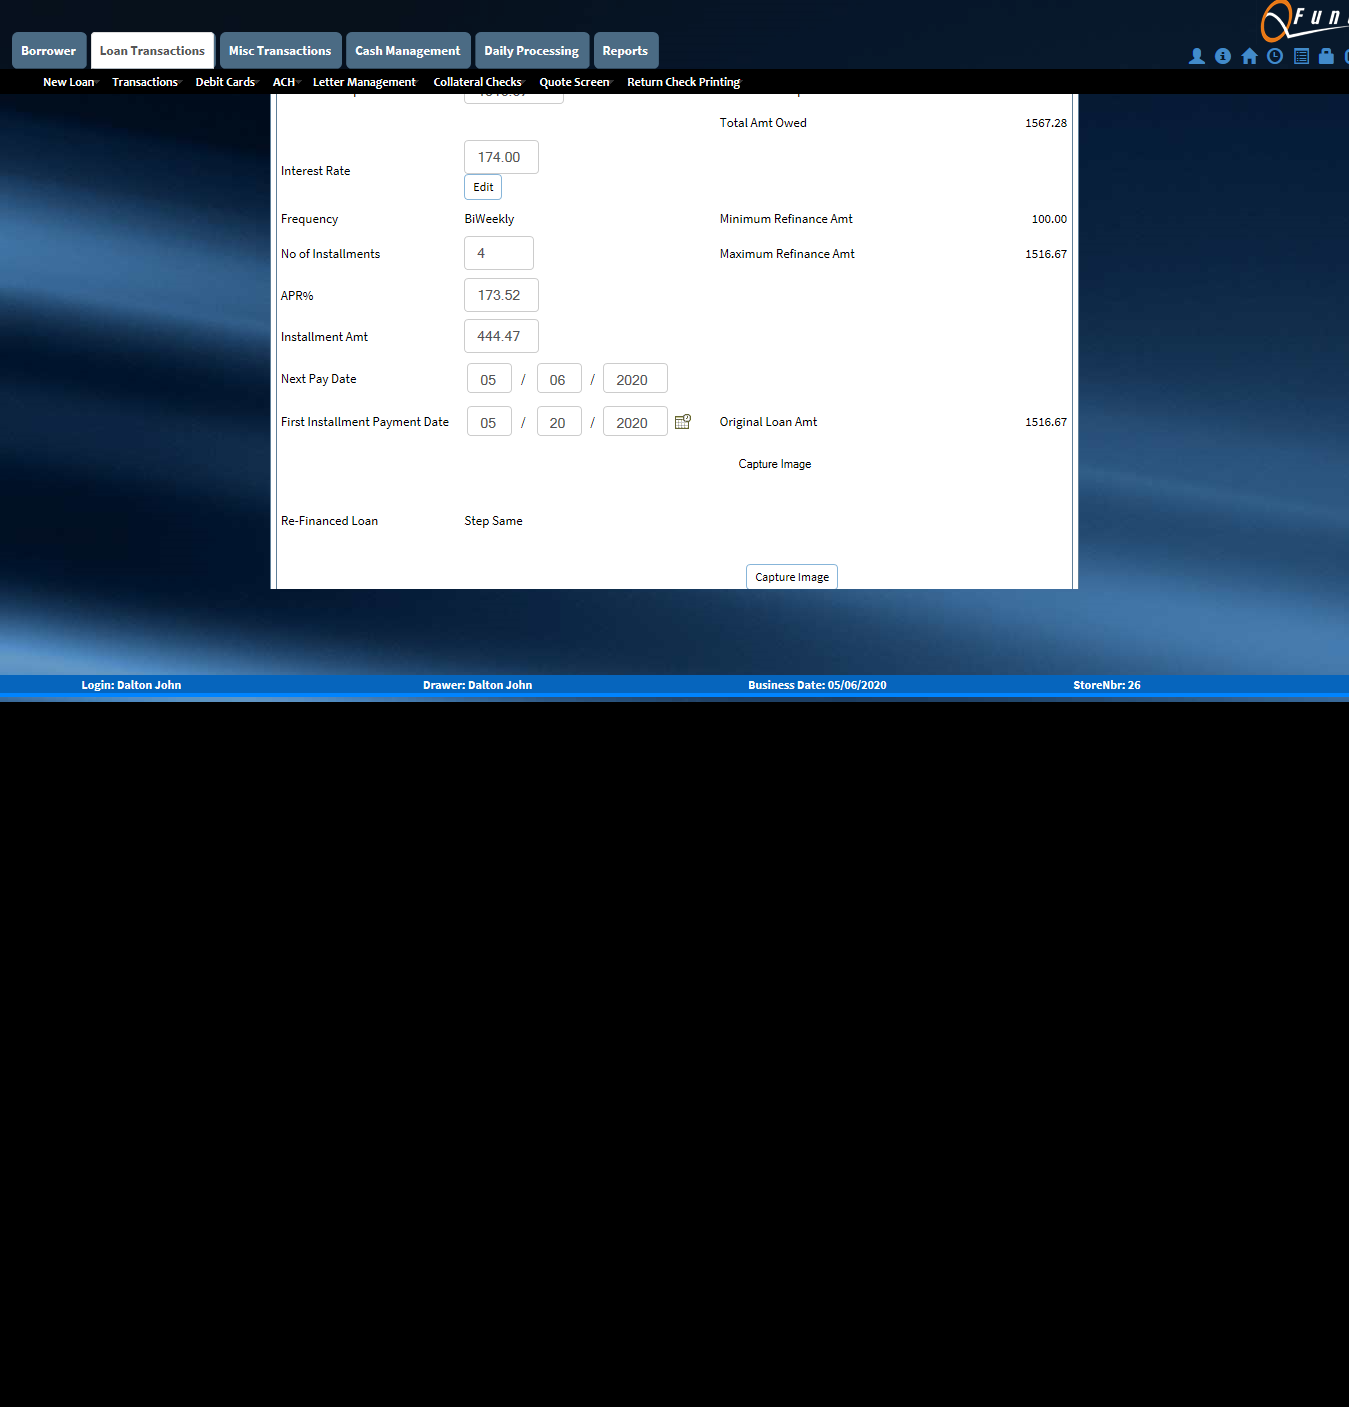 Fun
Borrower Loan Transactions Misc Transactions Cash Management Daily Processing Reports
New Loan Transactions Debit Cards ACH Letter Management Collateral Checks Quote Screen Return Check Printing
Total Amt Owed 1567.28
Interest Rate 174.00
Edit
Frequency BiWeekly Minimum Refinance Amt 100.00
No of Installments 4 Maximum Refinance Amt 1516.67
APR% 173.52
Installment Amt 444.47
Next Pay Date 05 / 06 / 2020
First Installment Payment Date 05 / 20 / 2020 Original Loan Amt 1516.67
Capture Image
Re-Financed Loan Step Same
Capture Image
Login: Dalton John Drawer: Dalton John Business Date: 05/06/2020 StoreNbr: 26